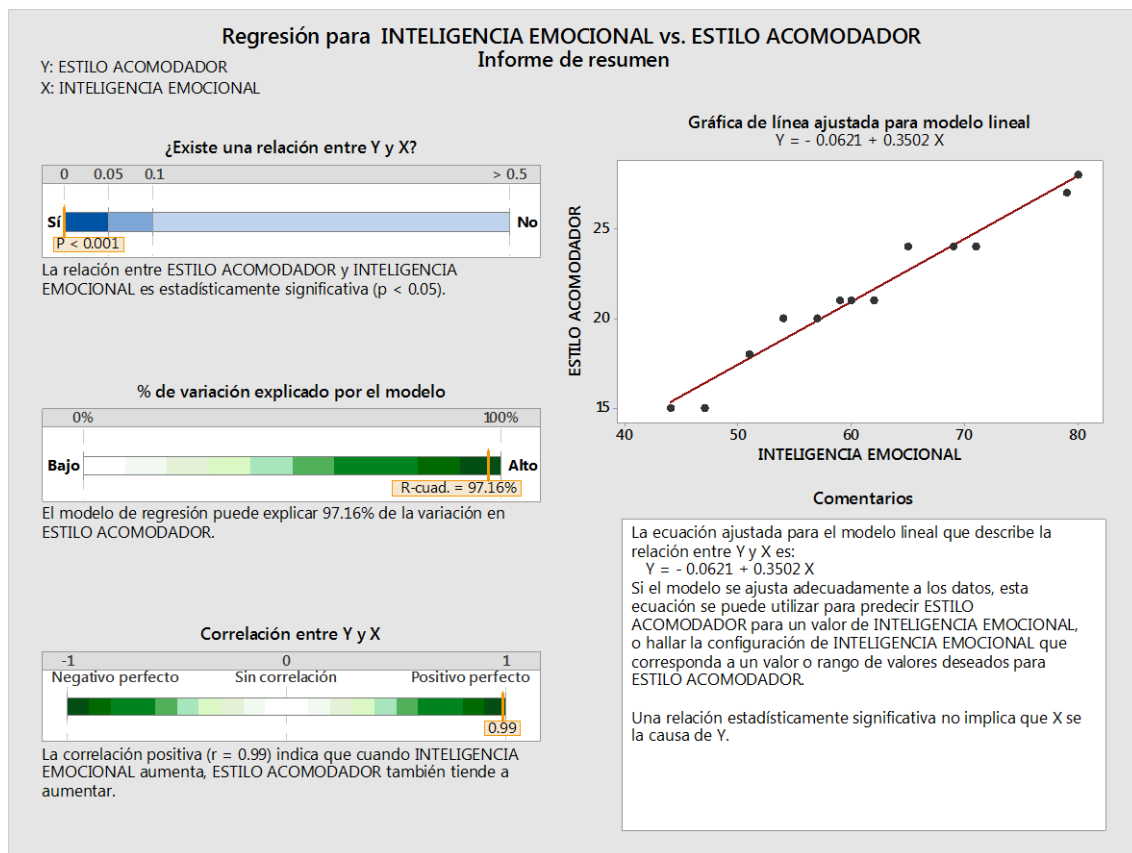 Regresión para  INTELIGENCIA EMOCIONAL vs. ESTILO ACOMODADOR
Informe de resumen
Y: ESTILO ACOMODADOR
X: INTELIGENCIA EMOCIONAL
¿Existe una relación entre Y y X?
0 0.05 0.1 > 0.5
Sí No
P < 0.001
La relación entre ESTILO ACOMODADOR y INTELIGENCIA
EMOCIONAL es estadísticamente significativa (p < 0.05).
% de variación explicado por el modelo
0% 100%
Bajo Alto
R-cuad. = 97.16%
El modelo de regresión puede explicar 97.16% de la variación en
ESTILO ACOMODADOR.
Correlación entre Y y X
-1 0 1
Negativo perfecto Sin correlación Positivo perfecto
0.99
La correlación positiva (r = 0.99) indica que cuando INTELIGENCIA
EMOCIONAL aumenta, ESTILO ACOMODADOR también tiende a
aumentar.
Gráfica de línea ajustada para modelo lineal
Y = - 0.0621 + 0.3502 X
ESTILO ACOMODADOR
25
20
15
40 50 60 70 80
INTELIGENCIA EMOCIONAL
Comentarios
La ecuación ajustada para el modelo lineal que describe la
relación entre Y y X es:
Y = - 0.0621 + 0.3502 X
Si el modelo se ajusta adecuadamente a los datos, esta
ecuación se puede utilizar para predecir ESTILO
ACOMODADOR para un valor de INTELIGENCIA EMOCIONAL,
o hallar la configuración de INTELIGENCIA EMOCIONAL que
corresponda a un valor o rango de valores deseados para
ESTILO ACOMODADOR.
Una relación estadísticamente significativa no implica que X se
la causa de Y.